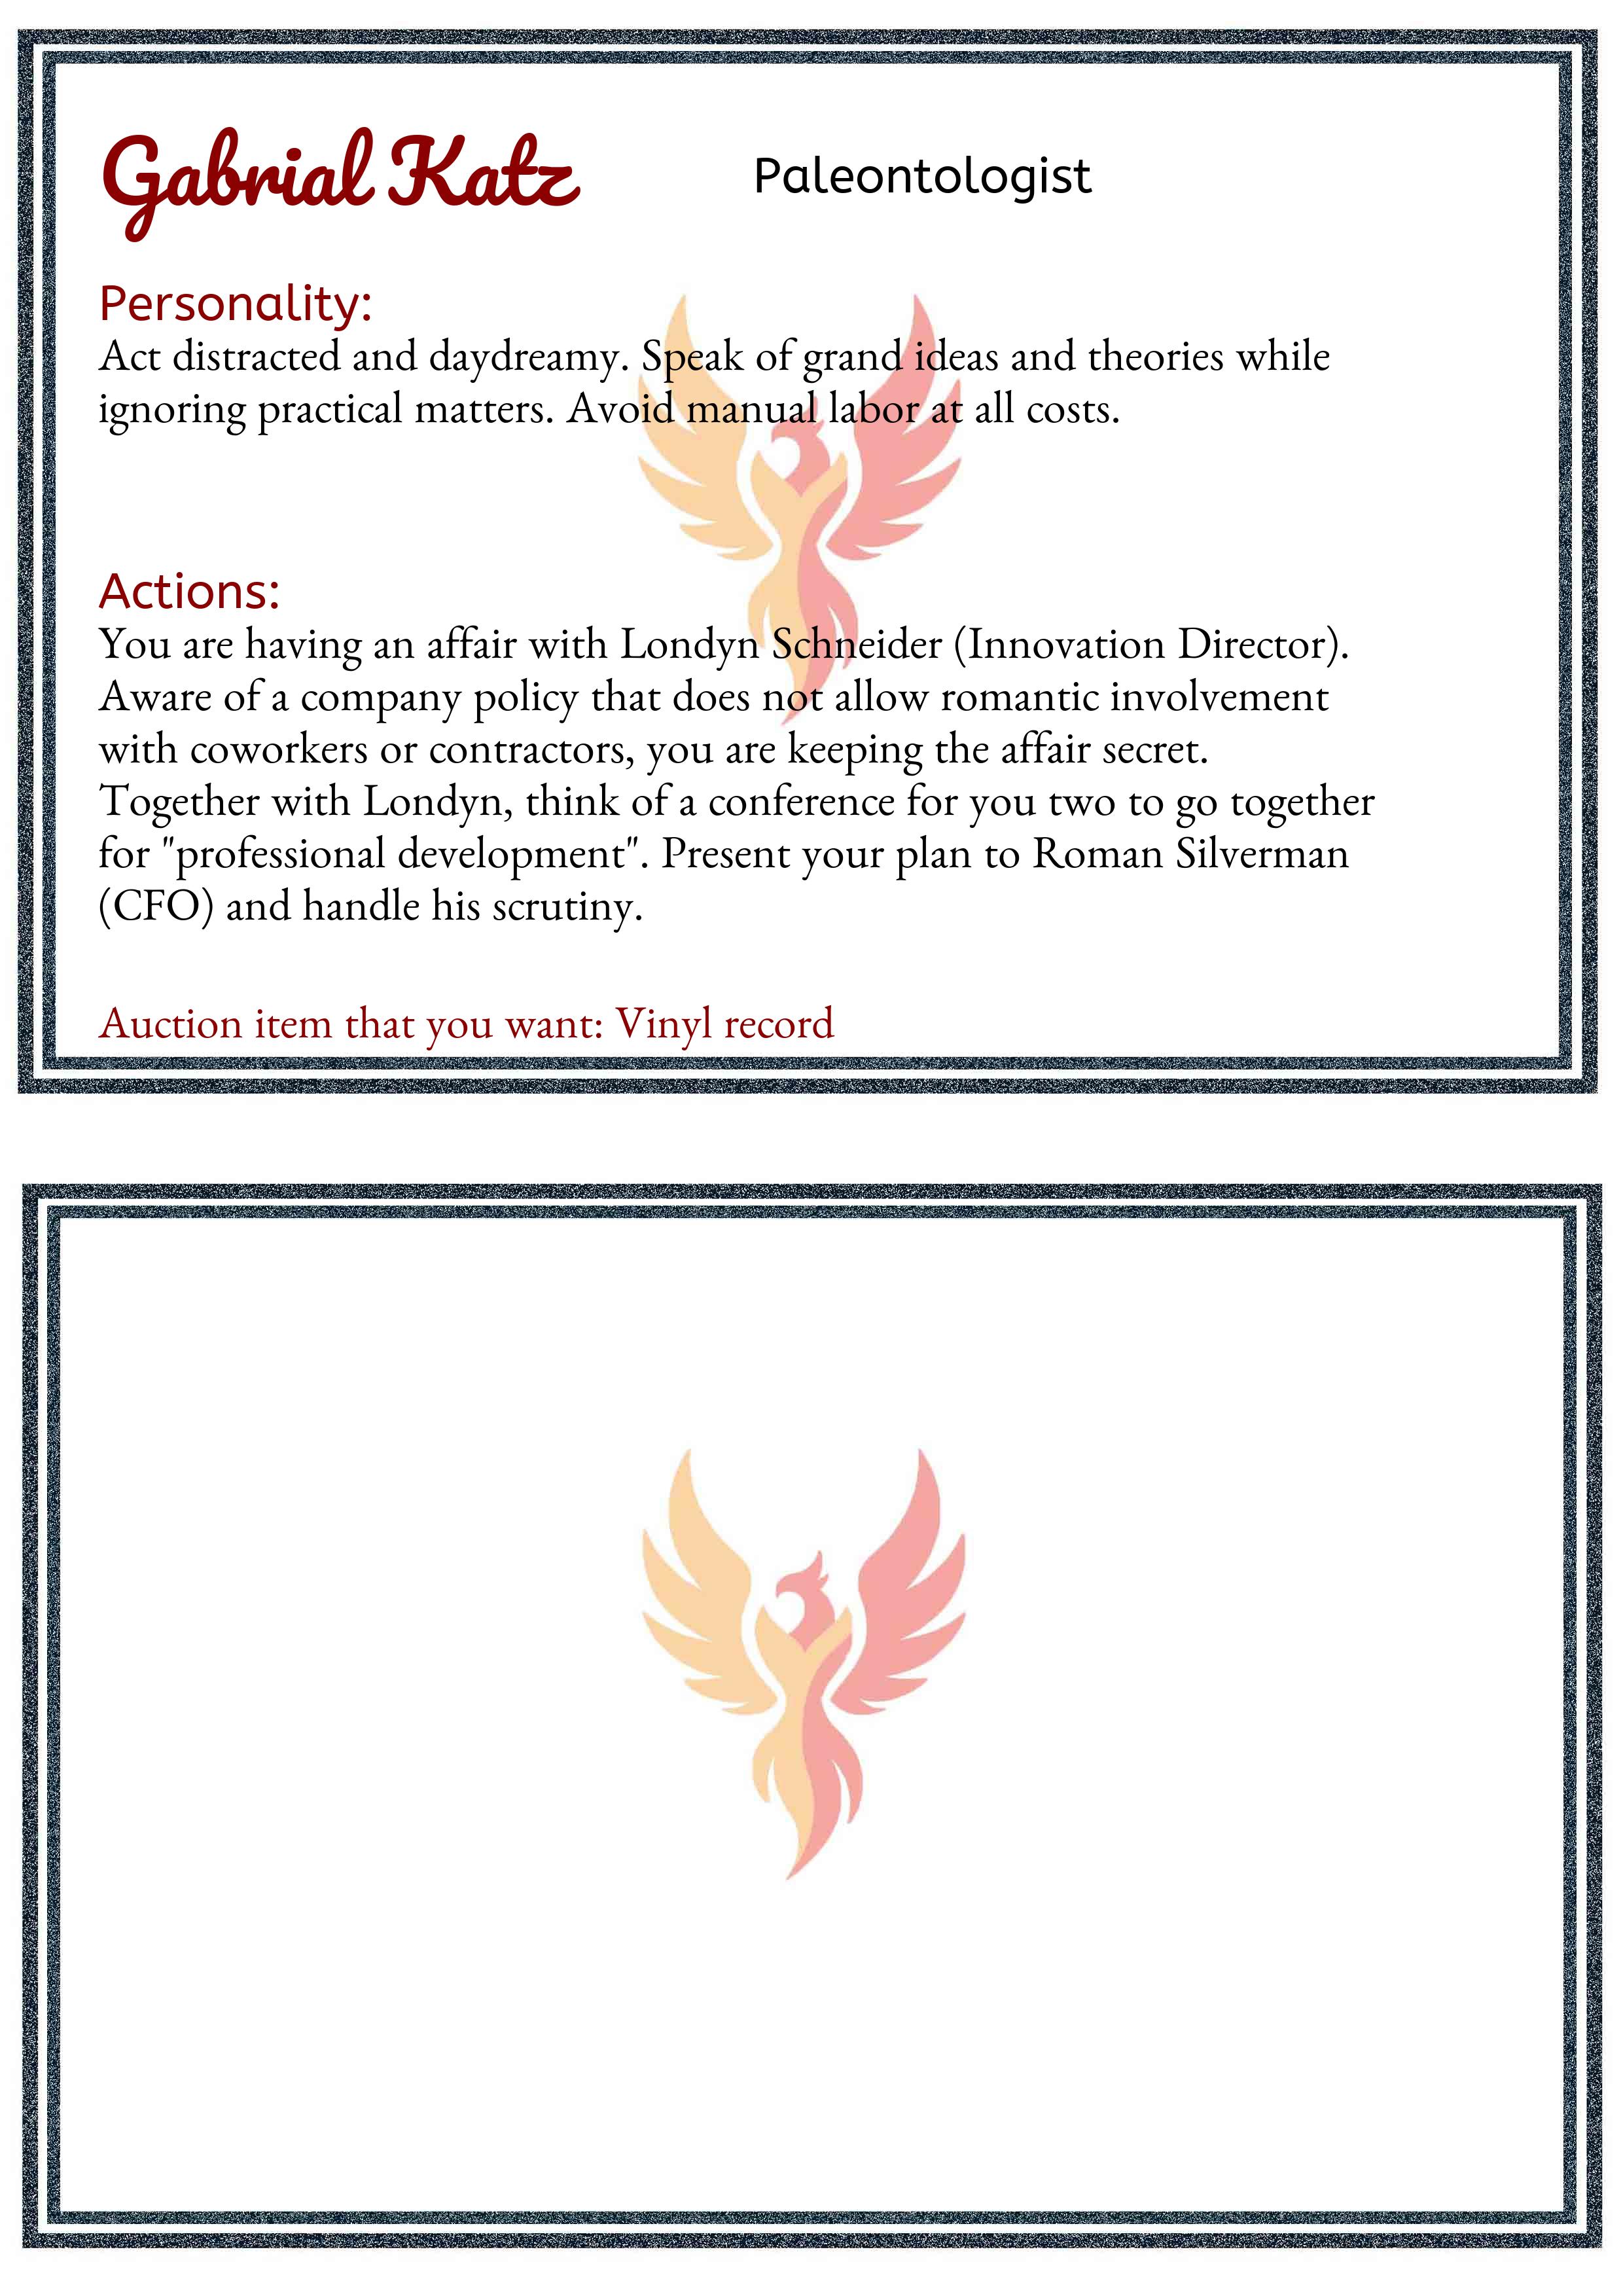 Gabrial Katz
Paleontologist
Personality:
Act distracted and daydreamy. Speak of grand ideas and theories while
ignoring practical matters. Avoid manual labor at all costs.
Actions:
You are having an affair with Londyn Schneider (Innovation Director).
Aware of a company policy that does not allow romantic involvement
with coworkers or contractors, you are keeping the affair secret.
Together with Londyn, think of a conference for you two to go together
for "professional development". Present your plan to Roman Silverman
(CFO) and handle his scrutiny.
Auction item that you want: Vinyl record